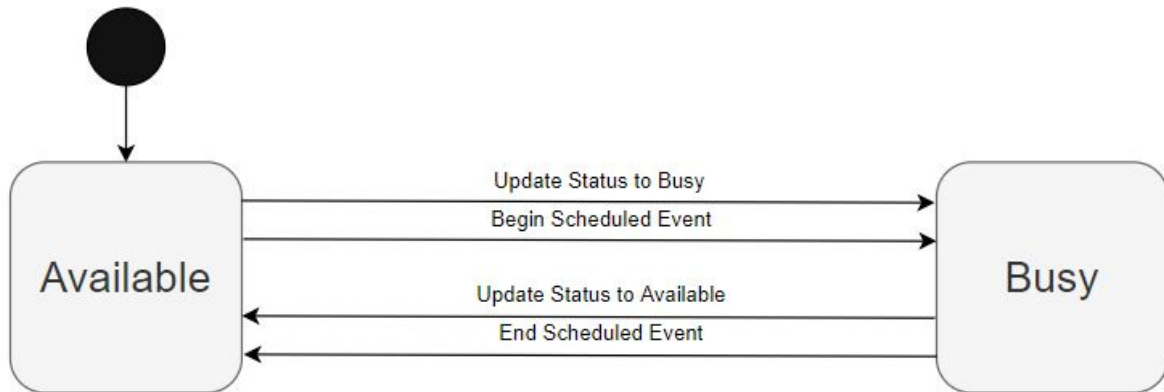 Update Status to Busy
Begin Scheduled Event
Available
Busy
Update Status to Available
End Scheduled Event